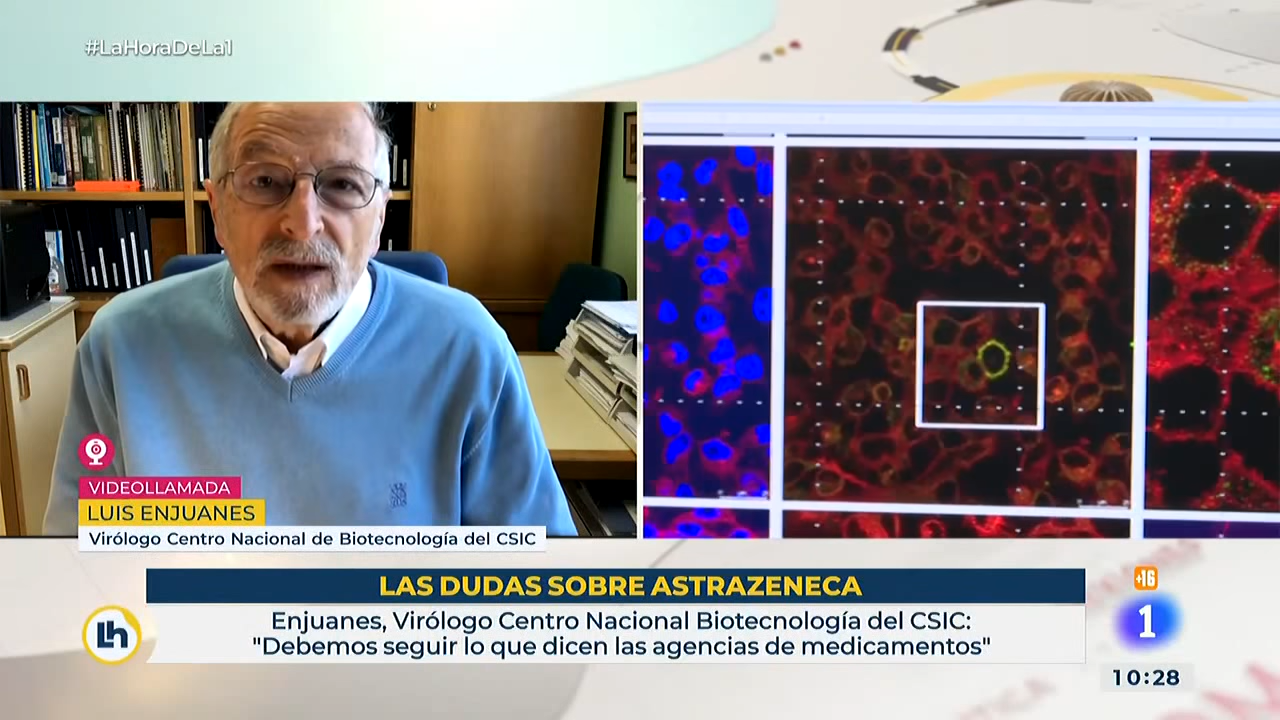 #LaHoraDeLa1
VIDEOLLAMADA
LUIS ENJUANES
Virólogo Centro Nacional de Biotecnología del CSIC
LAS DUDAS SOBRE ASTRAZENECA
Enjuanes, Virólogo Centro Nacional Biotecnología del CSIC:
"Debemos seguir lo que dicen las agencias de medicamentos"
Lh
+16
1
10:28